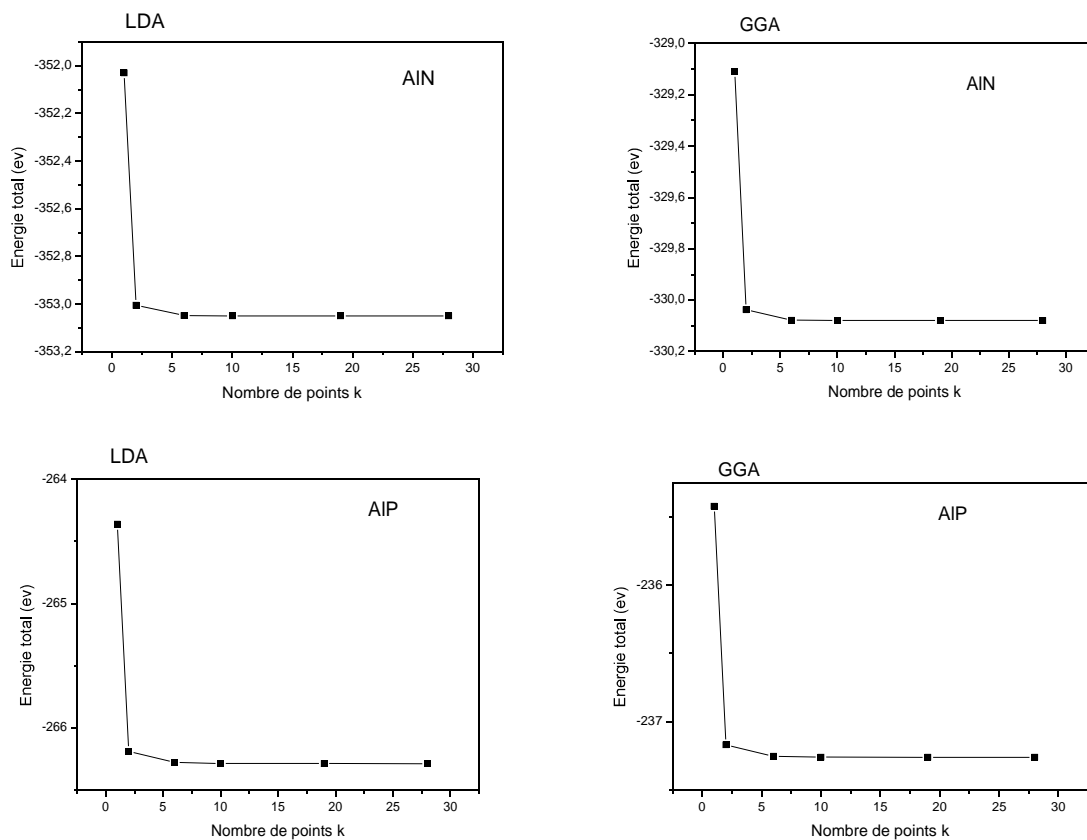 LDA
AlN
-352,0
-352,2
-352,4
-352,6
-352,8
-353,0
-353,2
Energie total (ev)
0 5 10 15 20 25 30
Nombre de points k
GGA
AlN
-329,0
-329,2
-329,4
-329,6
-329,8
-330,0
-330,2
Energie total (ev)
0 5 10 15 20 25 30
Nombre de points k
LDA
AlP
-264
-265
-266
Energie total (ev)
0 5 10 15 20 25 30
Nombre de points k
GGA
AlP
-236
-237
Energie total (ev)
0 5 10 15 20 25 30
Nombre de points k